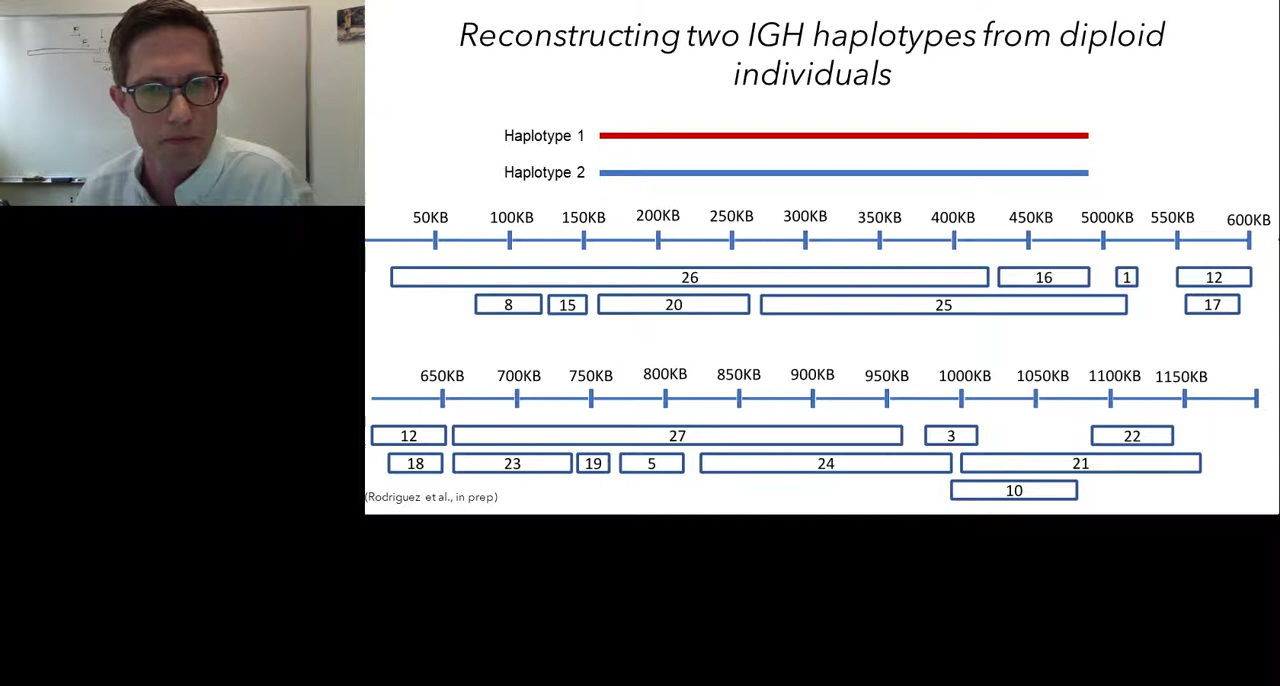 Reconstructing two IGH haplotypes from diploid
individuals
Haplotype 1
Haplotype 2
50KB 100KB 150KB 200KB 250KB 300KB 350KB 400KB 450KB 5000KB 550KB 600KB
26 16 1 12
8 15 20 25 17
650KB 700KB 750KB 800KB 850KB 900KB 950KB 1000KB 1050KB 1100KB 1150KB
12 27 3 22
18 23 19 5 24 21
10
(Rodriguez et al., in prep)